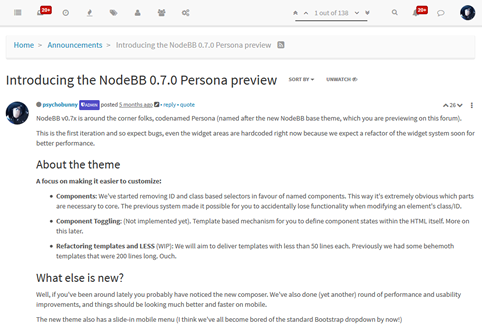 20+
1 out of 138
20+
Home > Announcements > Introducing the NodeBB 0.7.0 Persona preview
Introducing the NodeBB 0.7.0 Persona preview SORT BY UNWATCH
psychobunny ADMIN posted 5 months ago • reply • quote 26
NodeBB v0.7x is around the corner folks, codenamed Persona (named after the new NodeBB base theme, which you are previewing on this forum).
This is the first iteration and so expect bugs, even the widget areas are hardcoded right now because we expect a refactor of the widget system soon for
better performance.
About the theme
A focus on making it easier to customize:
• Components: We've started removing ID and class based selectors in favour of named components. This way it's extremely obvious which parts
are necessary to core. The previous system made it possible for you to accidentally lose functionality when modifying an element's class/ID.
• Component Toggling: (Not implemented yet). Template based mechanism for you to define component states within the HTML itself. More on
this later.
• Refactoring templates and LESS (WIP): We will aim to deliver templates with less than 50 lines each. Previously we had some behemoth
templates that were 200 lines long. Ouch.
What else is new?
Well, if you've been around lately you probably have noticed the new composer. We've also done (yet another) round of performance and usability
improvements, and things should be looking much better and faster on mobile.
The new theme also has a slide-in mobile menu (I think we've all become bored of the standard Bootstrap dropdown by now!)